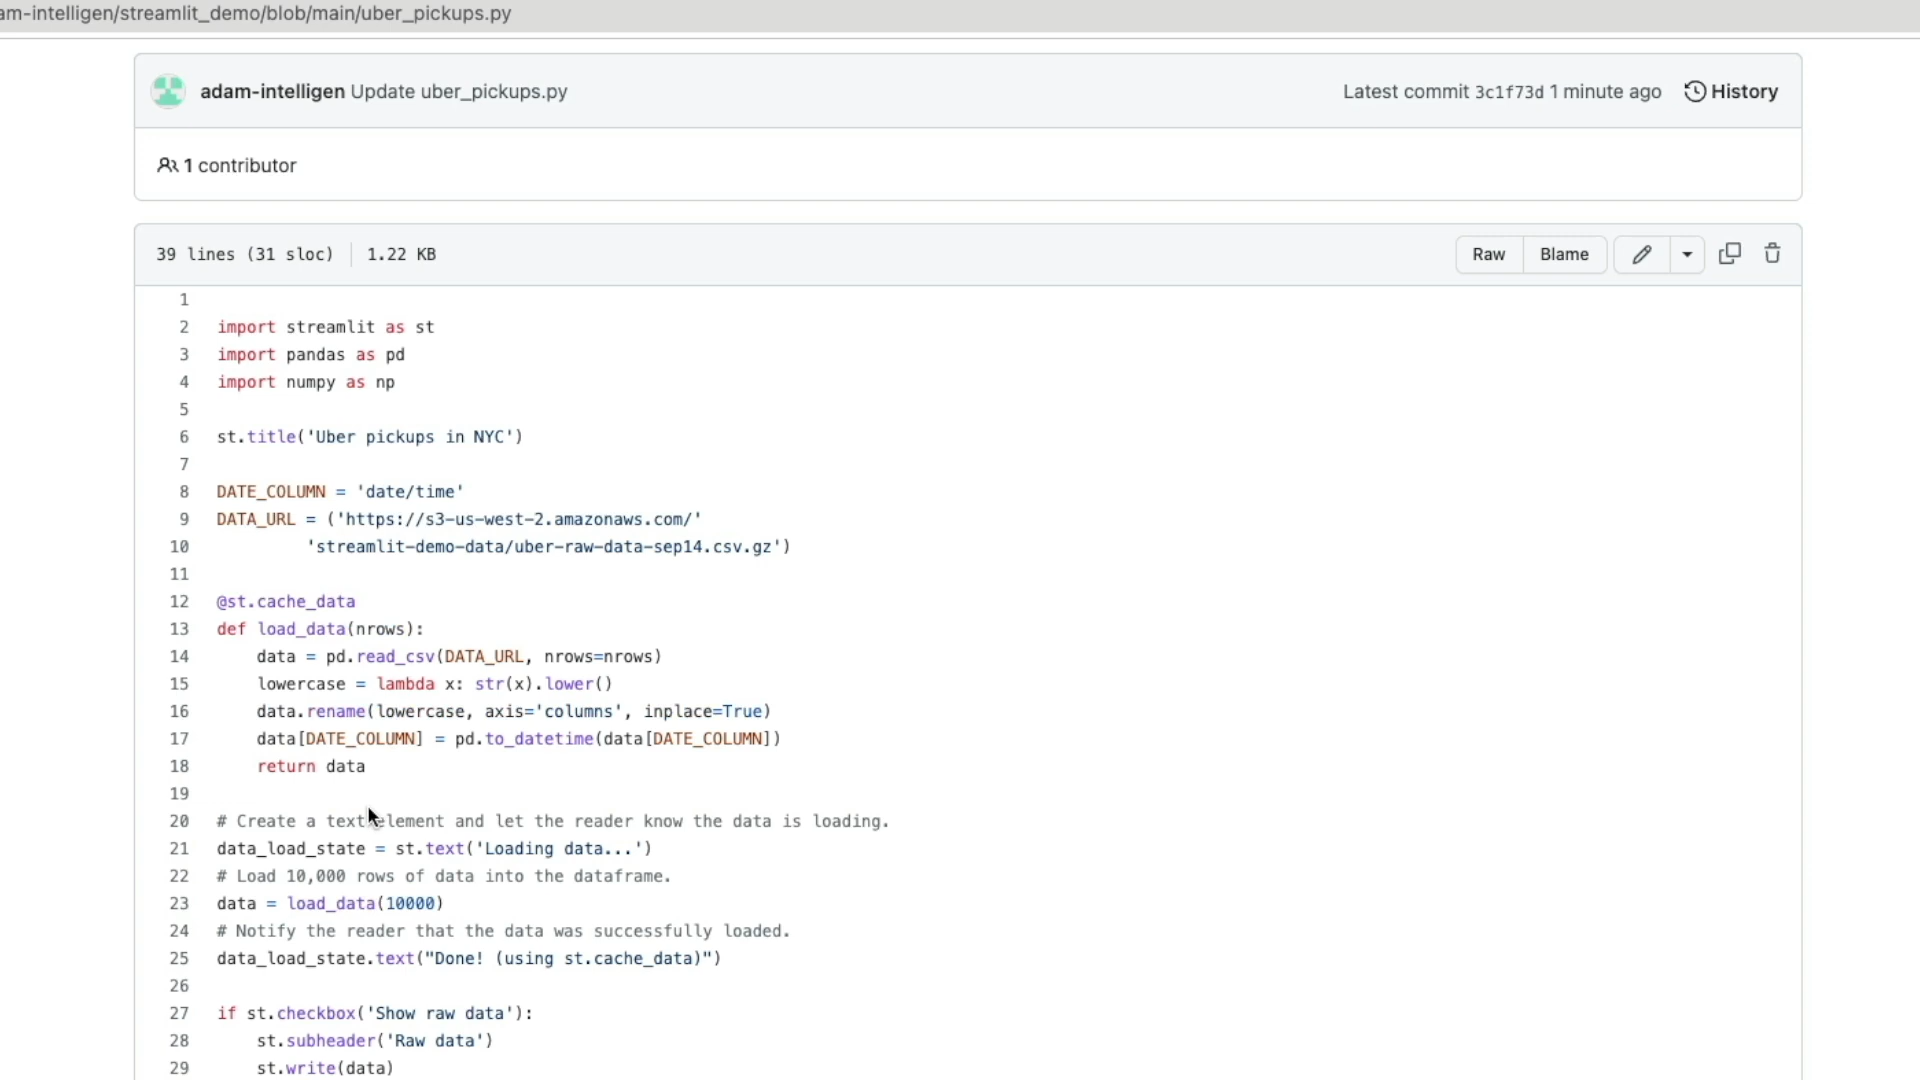 am-intelligen/streamlit_demo/blob/main/uber_pickups.py
adam-intelligen Update uber_pickups.py
Latest commit 3c1f73d 1 minute ago History
1 contributor
39 lines (31 sloc) 1.22 KB
Raw Blame
1
2 import streamlit as st
3 import pandas as pd
4 import numpy as np
5
6 st.title('Uber pickups in NYC')
7
8 DATE_COLUMN = 'date/time'
9 DATA_URL = ('https://s3-us-west-2.amazonaws.com/'
10 'streamlit-demo-data/uber-raw-data-sep14.csv.gz')
11
12 @st.cache_data
13 def load_data(nrows):
14 data = pd.read_csv(DATA_URL, nrows=nrows)
15 lowercase = lambda x: str(x).lower()
16 data.rename(lowercase, axis='columns', inplace=True)
17 data[DATE_COLUMN] = pd.to_datetime(data[DATE_COLUMN])
18 return data
19
20 # Create a text element and let the reader know the data is loading.
21 data_load_state = st.text('Loading data...')
22 # Load 10,000 rows of data into the dataframe.
23 data = load_data(10000)
24 # Notify the reader that the data was successfully loaded.
25 data_load_state.text("Done! (using st.cache_data)")
26
27 if st.checkbox('Show raw data'):
28 st.subheader('Raw data')
29 st.write(data)